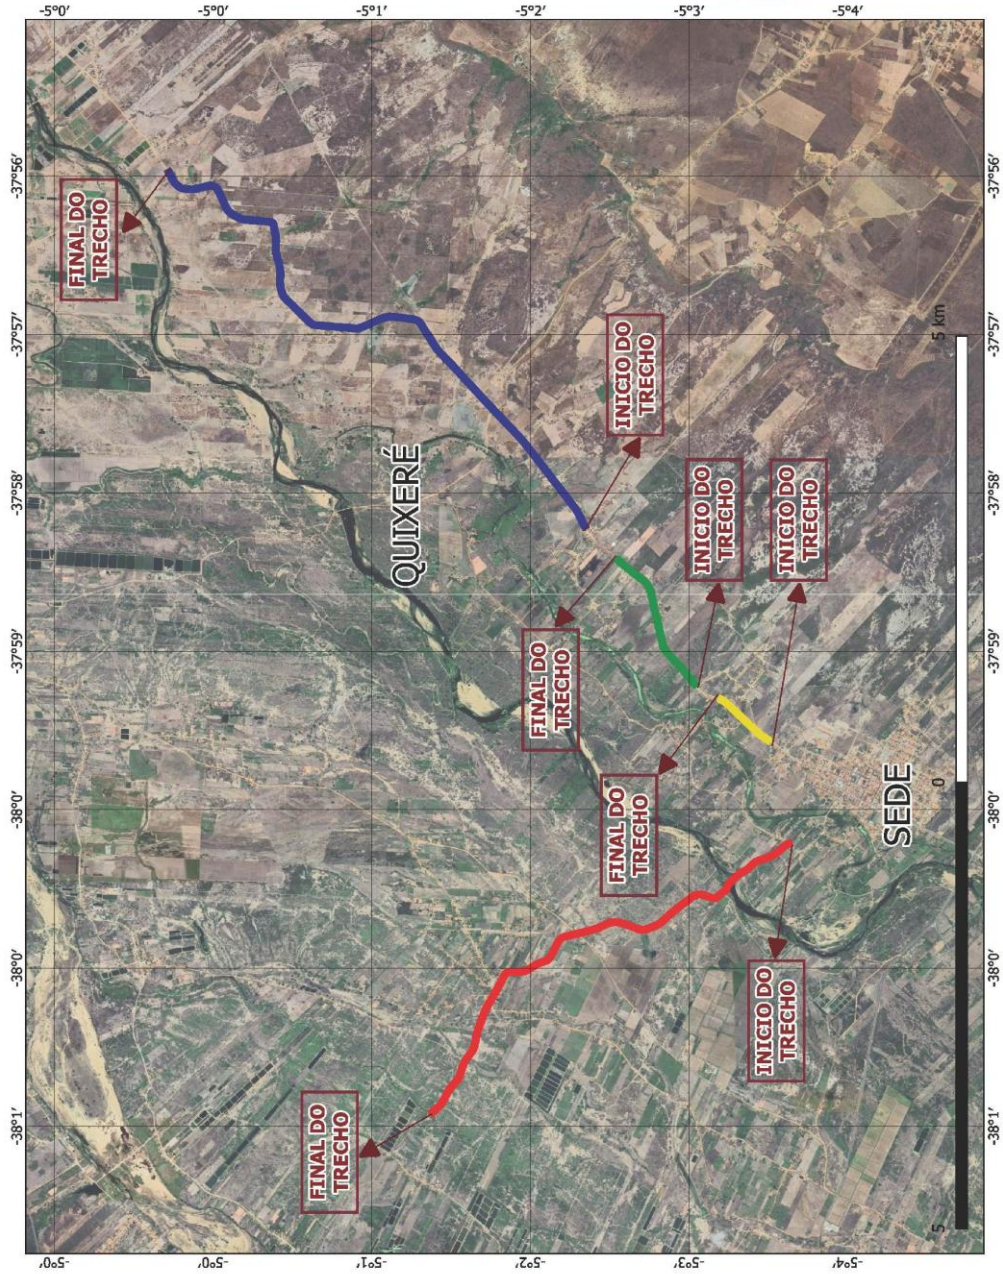 -38°1'
-38°0'
-38°0'
-37°59'
-37°58'
-37°57'
-37°56'
-5°0'
-5°0'
-5°1'
-5°2'
-5°3'
-5°4'
FINAL DO
TRECHO
FINAL DO
TRECHO
QUIXERÉ
FINAL DO
TRECHO
FINAL DO
TRECHO
INICIO DO
TRECHO
INICIO DO
TRECHO
INICIO DO
TRECHO
INICIO DO
TRECHO
SEDE
5
0
5 km
-5°0'
-5°0'
-5°1'
-5°2'
-5°3'
-5°4'
-38°1'
-38°0'
-38°0'
-37°59'
-37°58'
-37°57'
-37°56'